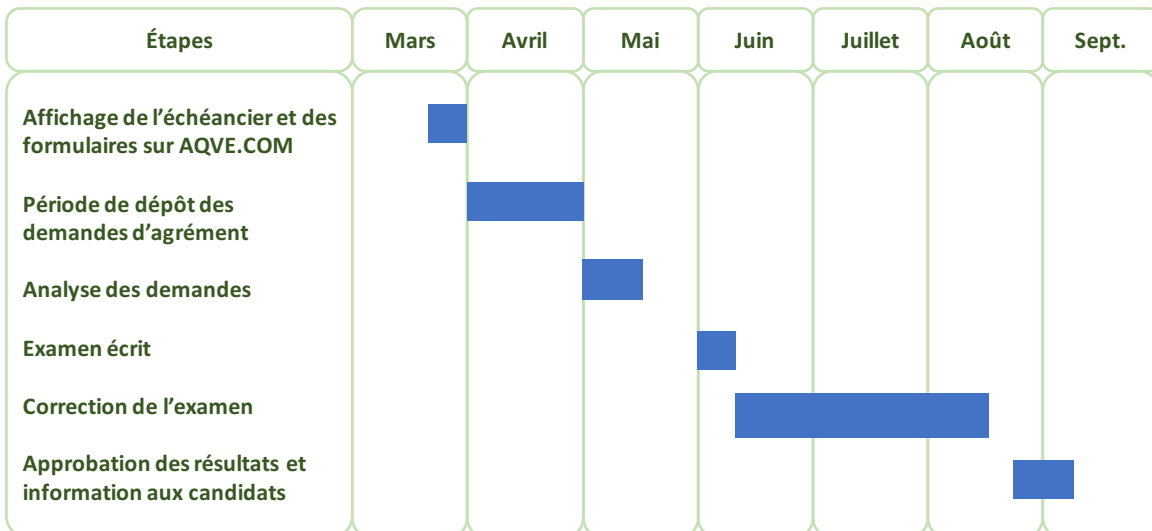 Étapes
Mars
Avril
Mai
Juin
Juillet
Août
Sept.
Affichage de l’échéancier et des
formulaires sur AQVE.COM
Période de dépôt des
demandes d’agrément
Analyse des demandes
Examen écrit
Correction de l’examen
Approbation des résultats et
information aux candidats